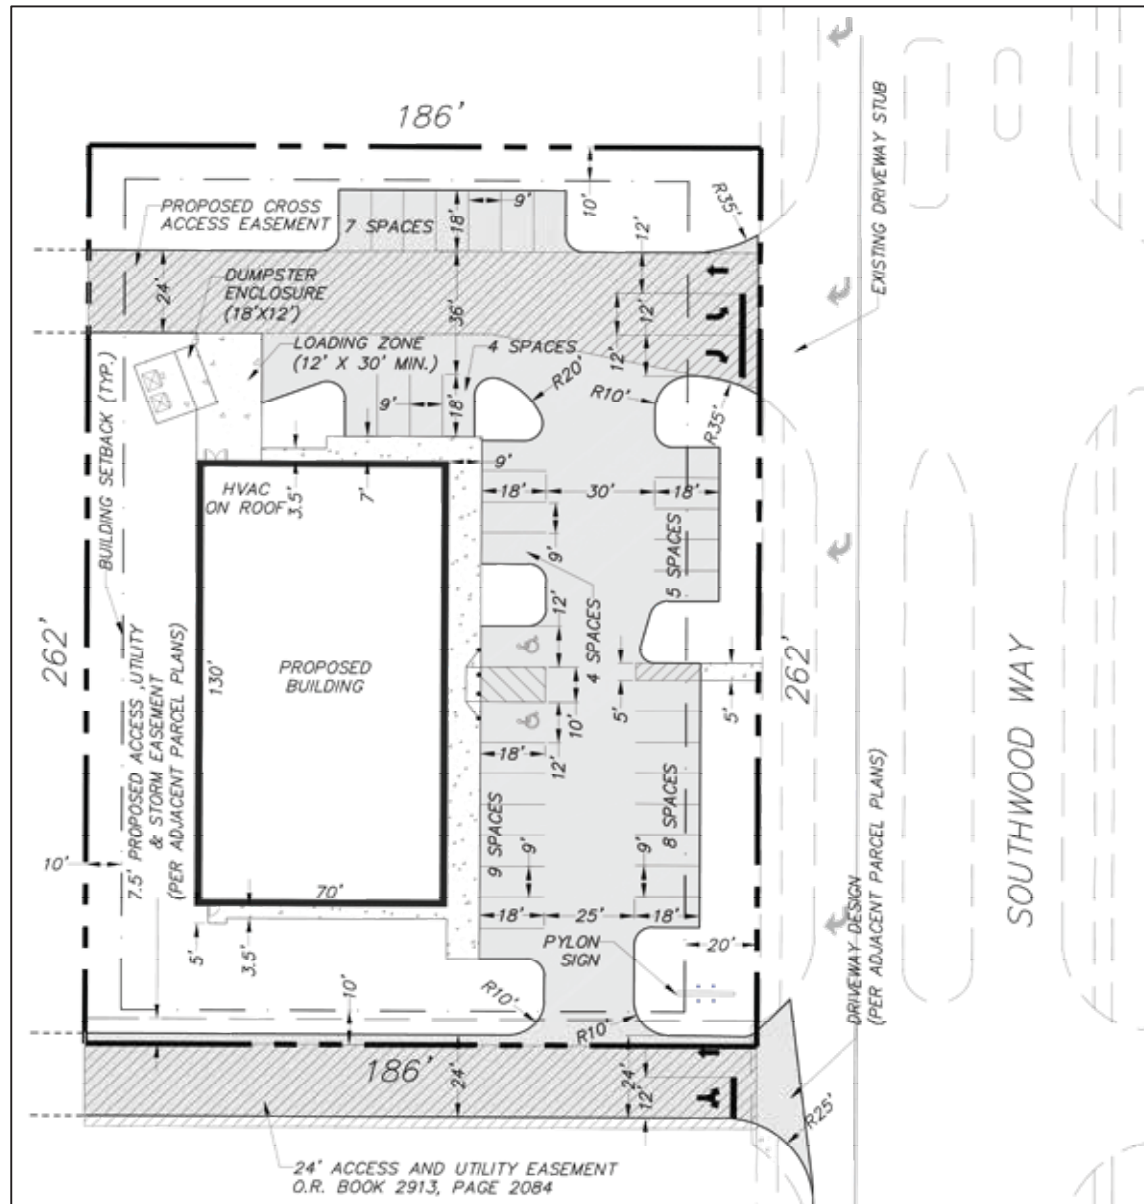 186'
EXISTING DRIVEWAY STUB
PROPOSED CROSS
ACCESS EASEMENT
7 SPACES
18'
9'
10'
R35'
12'
24'
DUMPSTER
ENCLOSURE
(18'X12')
36'
12'
12'
LOADING ZONE
(12' X 30' MIN.)
4 SPACES
R20'
R10'
R35'
9'
18'
BUILDING SETBACK (TYP.)
HVAC
ON ROOF
3.5'
7'
9'
18'
30'
18'
9'
5 SPACES
4 SPACES
12'
262'
7.5' PROPOSED ACCESS ,UTILITY
& STORM EASEMENT
(PER ADJACENT PARCEL PLANS)
130'
PROPOSED
BUILDING
10'
5'
5'
262'
SOUTHWOOD WAY
18'
12'
9 SPACES
8 SPACES
9'
9'
10'
70'
18'
25'
18'
5'
3.5'
PYLON
SIGN
20'
DRIVEWAY DESIGN
(PER ADJACENT PARCEL PLANS)
10'
R10'
R10'
186'
24'
24'
12'
R25'
24' ACCESS AND UTILITY EASEMENT
O.R. BOOK 2913, PAGE 2084